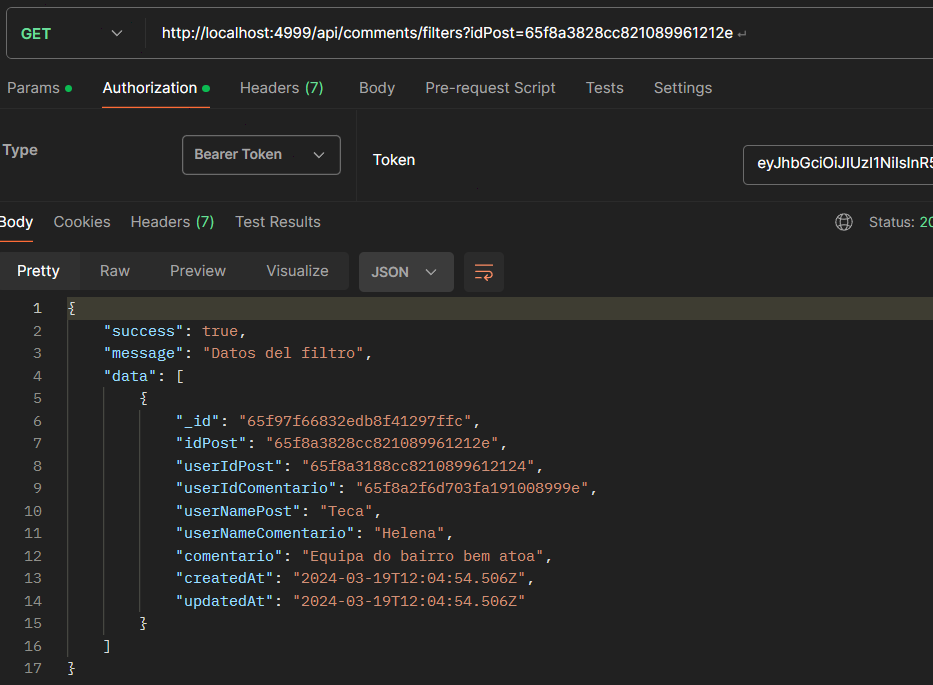 GET http://localhost:4999/api/comments/filters?idPost=65f8a3828cc821089961212e
Params Authorization Headers (7) Body Pre-request Script Tests Settings
Type Bearer Token Token eyJhbGciOiJIUzI1NiIsInR5
Body Cookies Headers (7) Test Results Status: 20
Pretty Raw Preview Visualize JSON
1 {
2 "success": true,
3 "message": "Datos del filtro",
4 "data": [
5 {
6 "_id": "65f97f66832edb8f41297ffc",
7 "idPost": "65f8a3828cc821089961212e",
8 "userIdPost": "65f8a3188cc8210899612124",
9 "userIdComentario": "65f8a2f6d703fa191008999e",
10 "userNamePost": "Teca",
11 "userNameComentario": "Helena",
12 "comentario": "Equipa do bairro bem atoa",
13 "createdAt": "2024-03-19T12:04:54.506Z",
14 "updatedAt": "2024-03-19T12:04:54.506Z"
15 }
16 ]
17 }